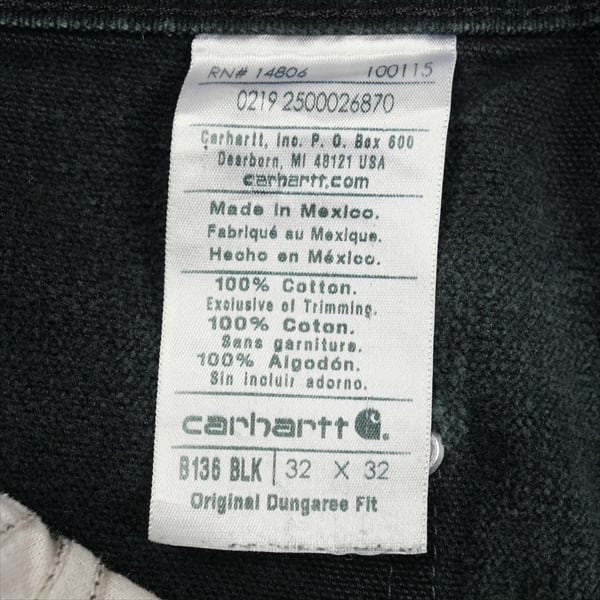 RN# 14806 100115
0219 2500026870
Carhartt, Inc. P. O. Box 600
Dearborn, MI 48121 USA
carhartt.com
Made in Mexico.
Fabriqué au Mexique.
Hecho en México.
100% Cotton.
Exclusive of Trimming.
100% Coton.
Sans garniture.
100% Algodón.
Sin incluir adorno.
carhartt
B136 BLK 32 X 32
Original Dungaree Fit